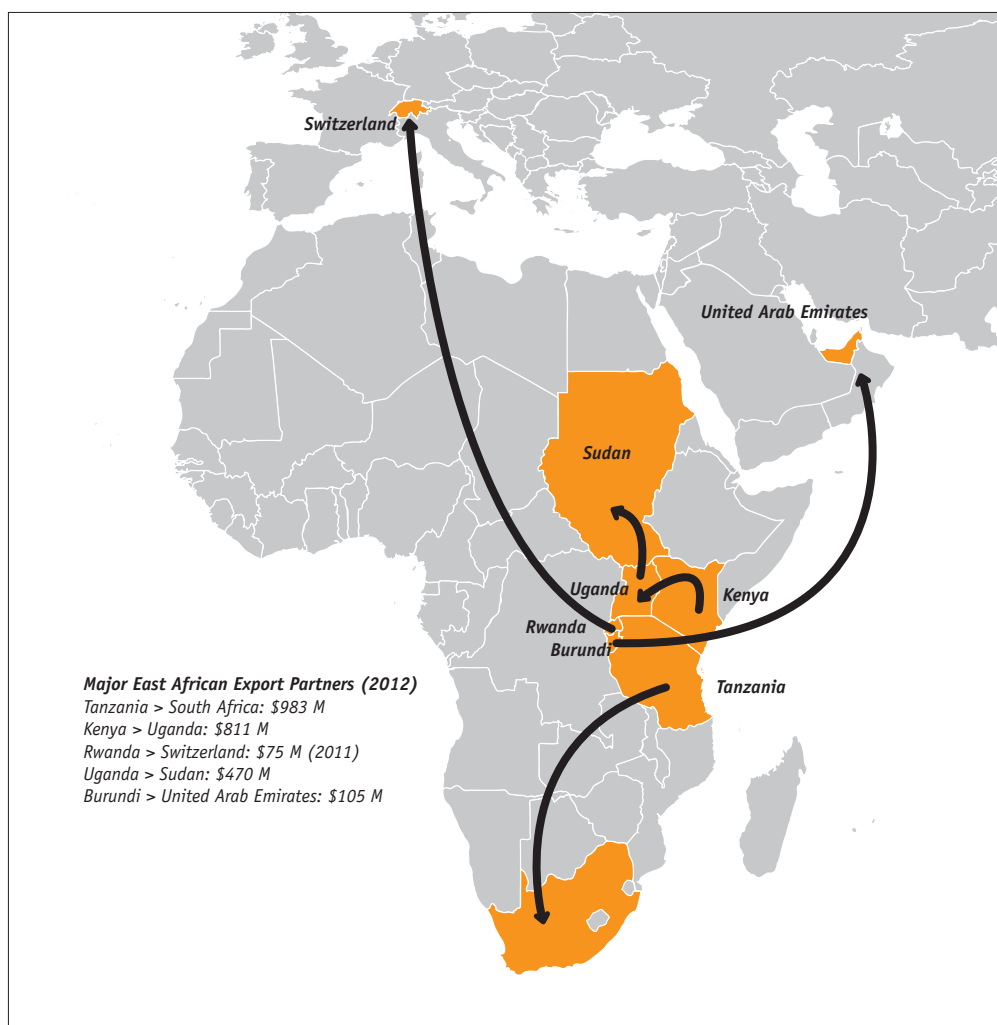 Switzerland
United Arab Emirates
Sudan
Uganda
Kenya
Rwanda
Burundi
Tanzania
Major East African Export Partners (2012)
Tanzania > South Africa: $983 M
Kenya > Uganda: $811 M
Rwanda > Switzerland: $75 M (2011)
Uganda > Sudan: $470 M
Burundi > United Arab Emirates: $105 M